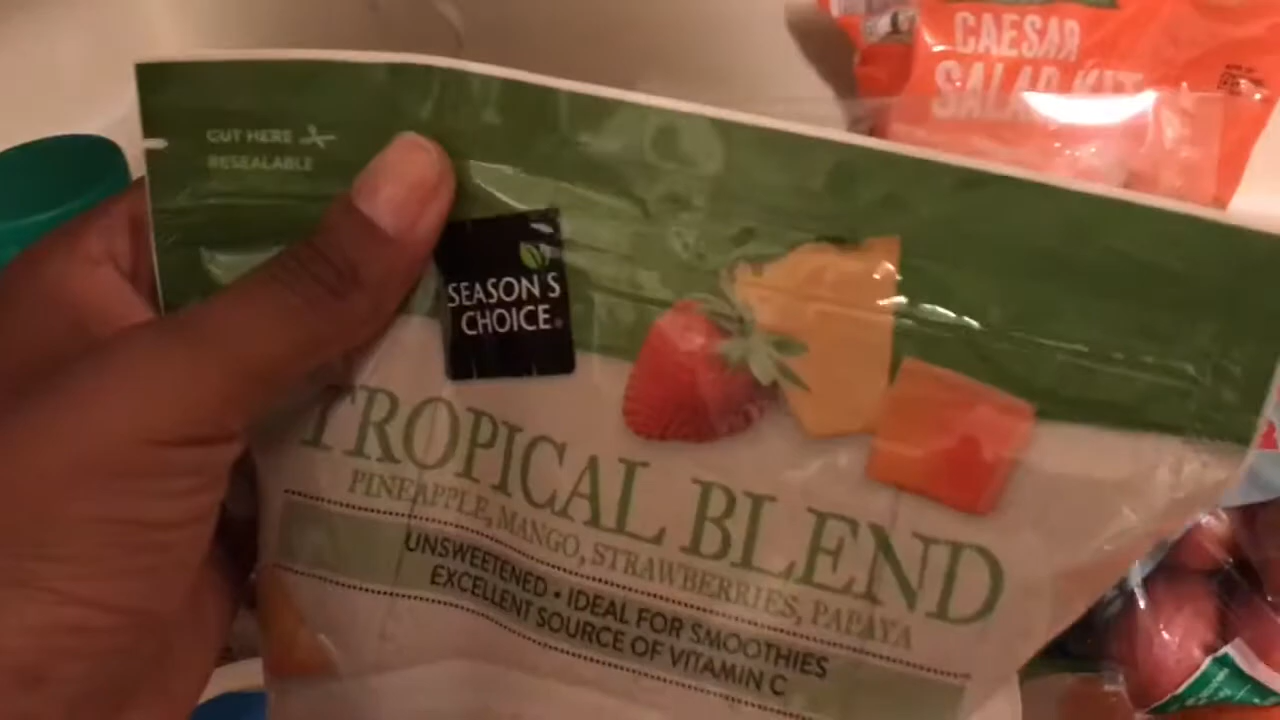 CAESAR
SALAD KIT
CUT HERE
RESEALABLE
SEASON'S
CHOICE
TROPICAL BLEND
PINEAPPLE, MANGO, STRAWBERRIES, PAPAYA
UNSWEETENED • IDEAL FOR SMOOTHIES
EXCELLENT SOURCE OF VITAMIN C